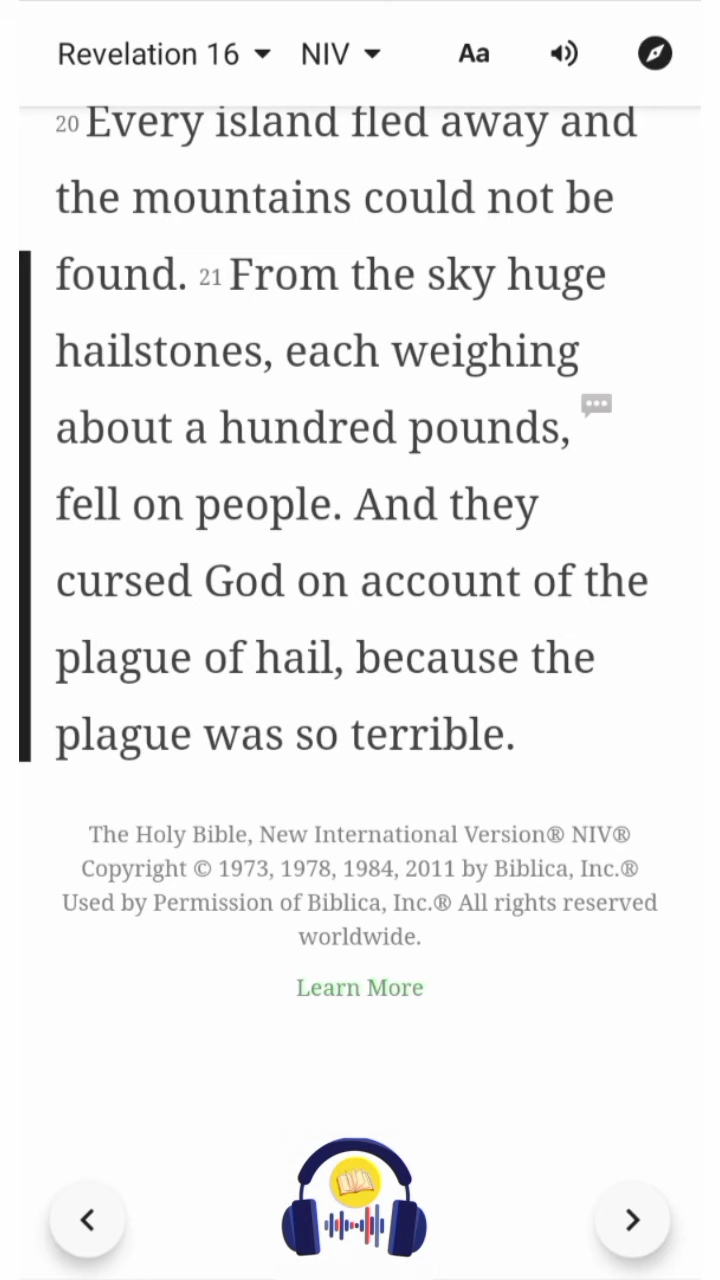 Revelation 16 NIV Aa
20 Every island fled away and
the mountains could not be
found. 21 From the sky huge
hailstones, each weighing
about a hundred pounds,
fell on people. And they
cursed God on account of the
plague of hail, because the
plague was so terrible.
The Holy Bible, New International Version® NIV®
Copyright © 1973, 1978, 1984, 2011 by Biblica, Inc.®
Used by Permission of Biblica, Inc.® All rights reserved
worldwide.
Learn More